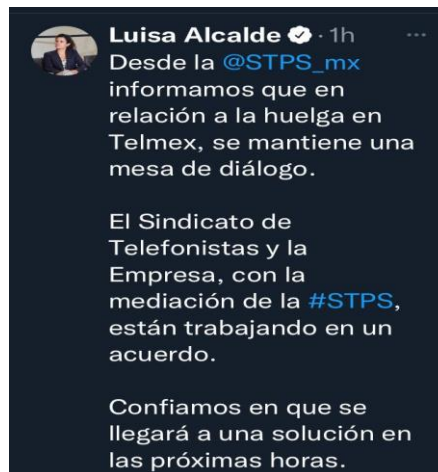 Luisa Alcalde · 1h ...
Desde la @STPS_mx
informamos que en
relación a la huelga en
Telmex, se mantiene una
mesa de diálogo.
El Sindicato de
Telefonistas y la
Empresa, con la
mediación de la #STPS,
están trabajando en un
acuerdo.
Confiamos en que se
llegará a una solución en
las próximas horas.